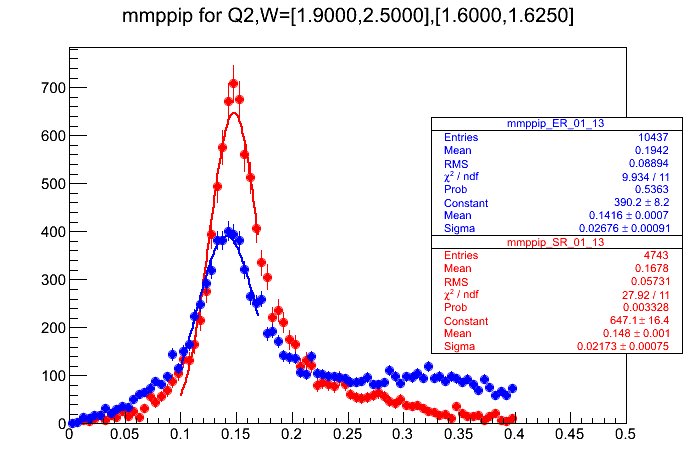 mmppip for Q2,W=[1.9000,2.5000],[1.6000,1.6250]
700
600
500
400
300
200
100
0
0 0.05 0.1 0.15 0.2 0.25 0.3 0.35 0.4 0.45 0.5
mmppip_ER_01_13
Entries 10437
Mean 0.1942
RMS 0.08894
χ² / ndf 9.934 / 11
Prob 0.5363
Constant 390.2 ± 8.2
Mean 0.1416 ± 0.0007
Sigma 0.02676 ± 0.00091
mmppip_SR_01_13
Entries 4743
Mean 0.1678
RMS 0.05731
χ² / ndf 27.92 / 11
Prob 0.003328
Constant 647.1 ± 16.4
Mean 0.148 ± 0.001
Sigma 0.02173 ± 0.00075